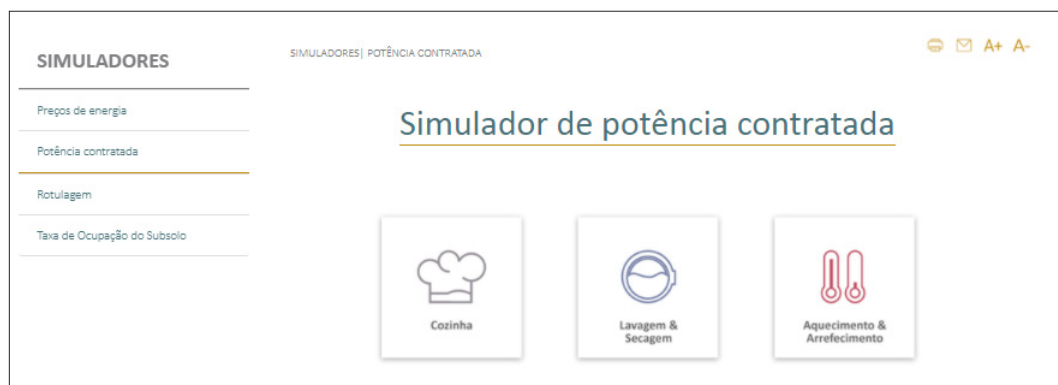 SIMULADORES
Preços de energia
Potência contratada
Rotulagem
Taxa de Ocupação do Subsolo
SIMULADORES| POTÊNCIA CONTRATADA
A+ A-
Simulador de potência contratada
Cozinha
Lavagem &
Secagem
Aquecimento &
Arrefecimento